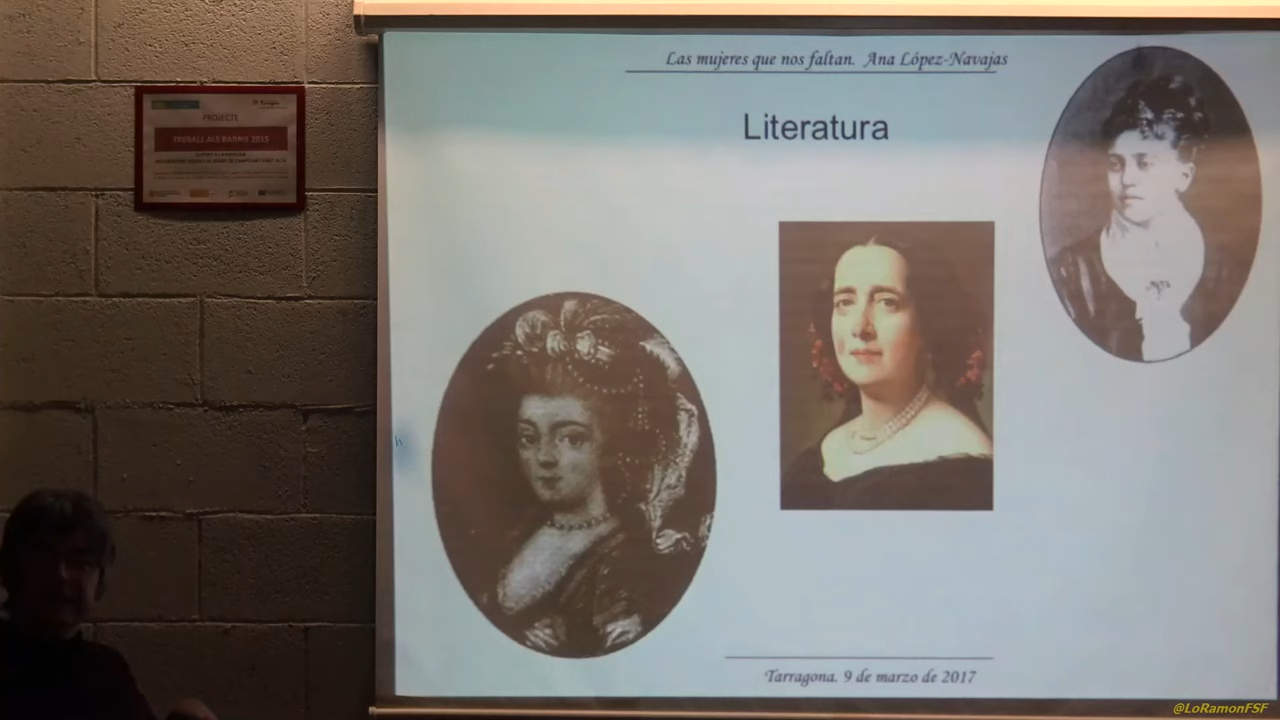 Las mujeres que nos faltan. Ana López-Navajas
Literatura
PROJECTE
TREBALL ALS BARRIS 2015
Tarragona. 9 de marzo de 2017
@LoRamonFSF